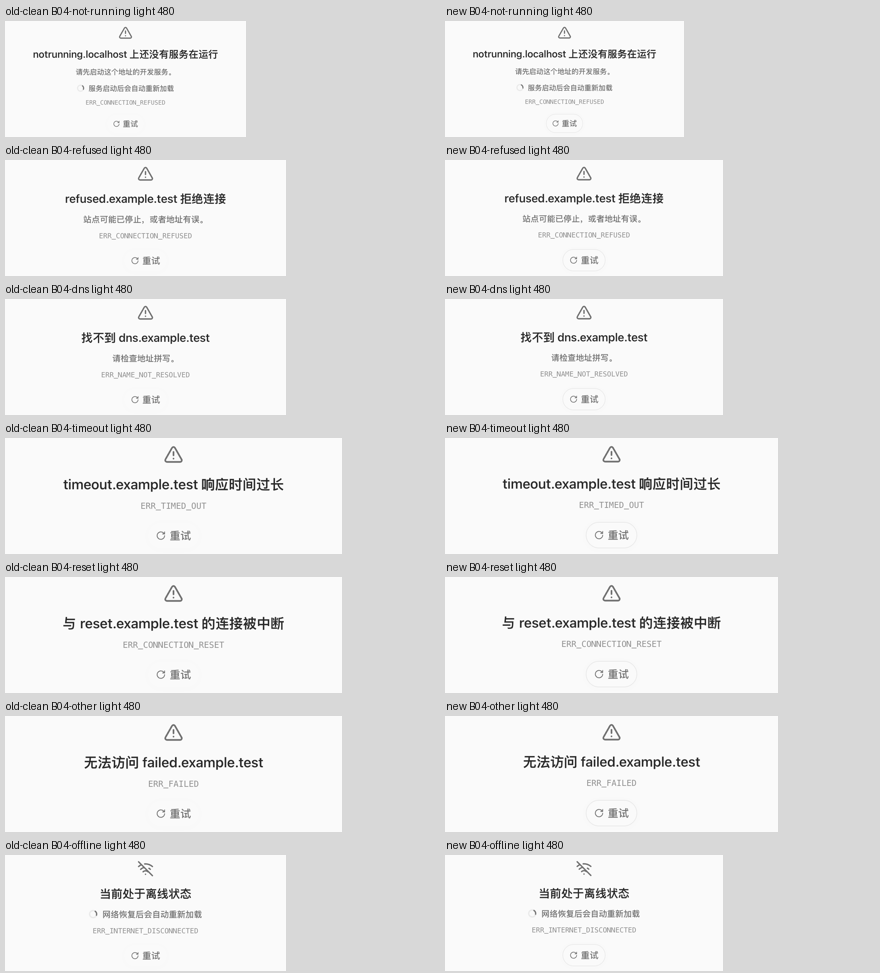 old-clean B04-not-running light 480
notrunning.localhost 上还没有服务在运行
请先启动这个地址的开发服务。
服务启动后会自动重新加载
ERR_CONNECTION_REFUSED
重试
new B04-not-running light 480
notrunning.localhost 上还没有服务在运行
请先启动这个地址的开发服务。
服务启动后会自动重新加载
ERR_CONNECTION_REFUSED
重试
old-clean B04-refused light 480
refused.example.test 拒绝连接
站点可能已停止，或者地址有误。
ERR_CONNECTION_REFUSED
重试
new B04-refused light 480
refused.example.test 拒绝连接
站点可能已停止，或者地址有误。
ERR_CONNECTION_REFUSED
重试
old-clean B04-dns light 480
找不到 dns.example.test
请检查地址拼写。
ERR_NAME_NOT_RESOLVED
重试
new B04-dns light 480
找不到 dns.example.test
请检查地址拼写。
ERR_NAME_NOT_RESOLVED
重试
old-clean B04-timeout light 480
timeout.example.test 响应时间过长
ERR_TIMED_OUT
重试
new B04-timeout light 480
timeout.example.test 响应时间过长
ERR_TIMED_OUT
重试
old-clean B04-reset light 480
与 reset.example.test 的连接被中断
ERR_CONNECTION_RESET
重试
new B04-reset light 480
与 reset.example.test 的连接被中断
ERR_CONNECTION_RESET
重试
old-clean B04-other light 480
无法访问 failed.example.test
ERR_FAILED
重试
new B04-other light 480
无法访问 failed.example.test
ERR_FAILED
重试
old-clean B04-offline light 480
当前处于离线状态
网络恢复后会自动重新加载
ERR_INTERNET_DISCONNECTED
重试
new B04-offline light 480
当前处于离线状态
网络恢复后会自动重新加载
ERR_INTERNET_DISCONNECTED
重试